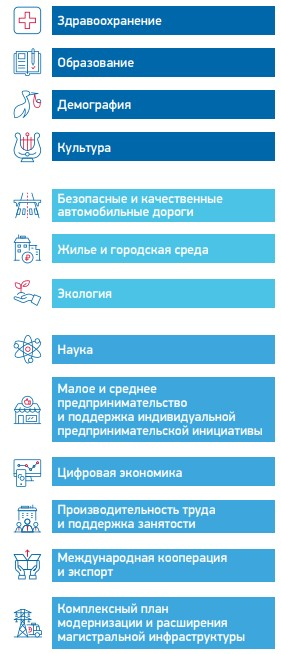 Здравоохранение
Образование
Демография
Культура
Безопасные и качественные
автомобильные дороги
Жилье и городская среда
Экология
Наука
Малое и среднее
предпринимательство
и поддержка индивидуальной
предпринимательской инициативы
Цифровая экономика
Производительность труда
и поддержка занятости
Международная кооперация
и экспорт
Комплексный план
модернизации и расширения
магистральной инфраструктуры